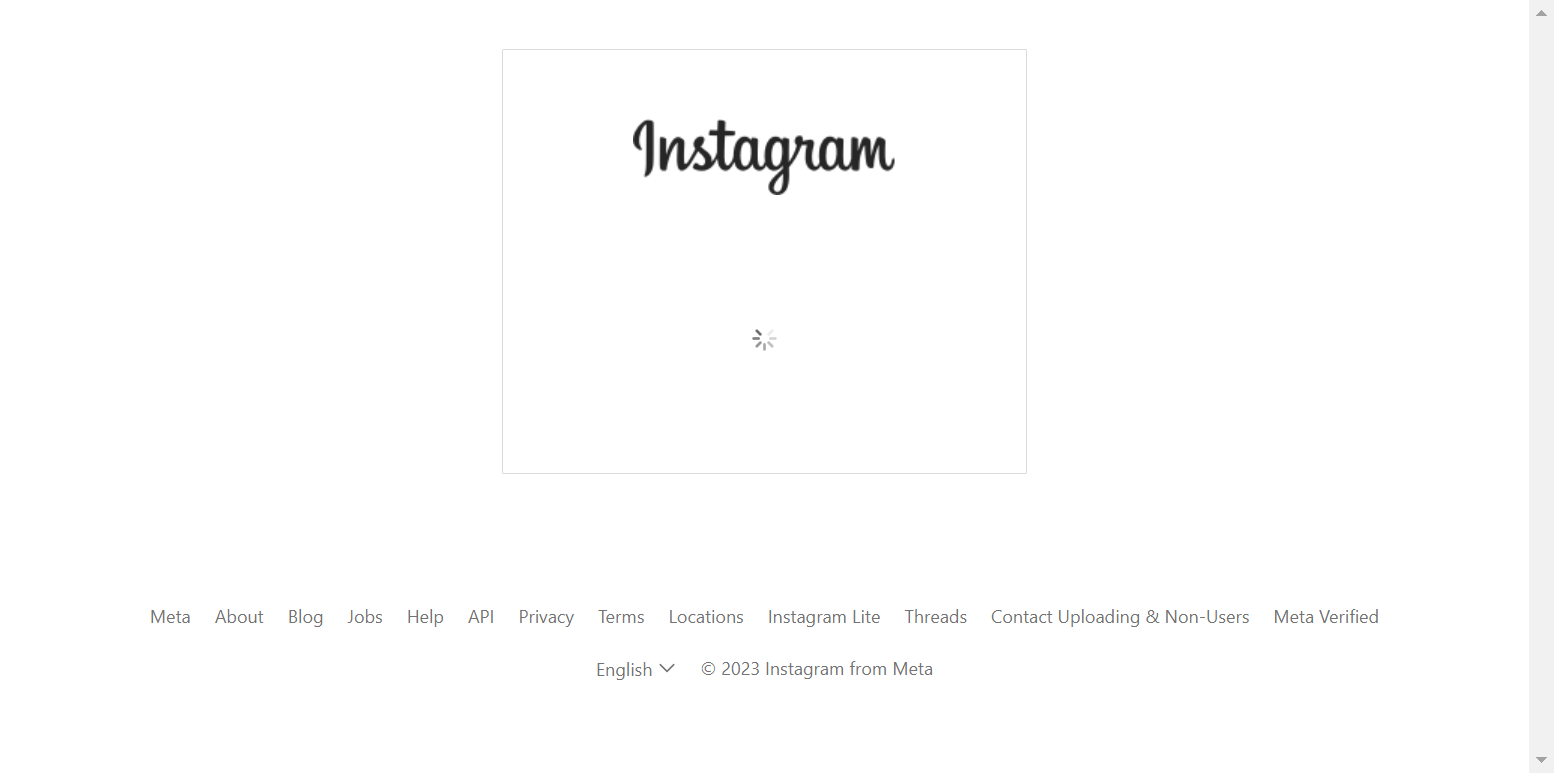 Instagram
Meta About Blog Jobs Help API Privacy Terms Locations Instagram Lite Threads Contact Uploading & Non-Users Meta Verified
English © 2023 Instagram from Meta